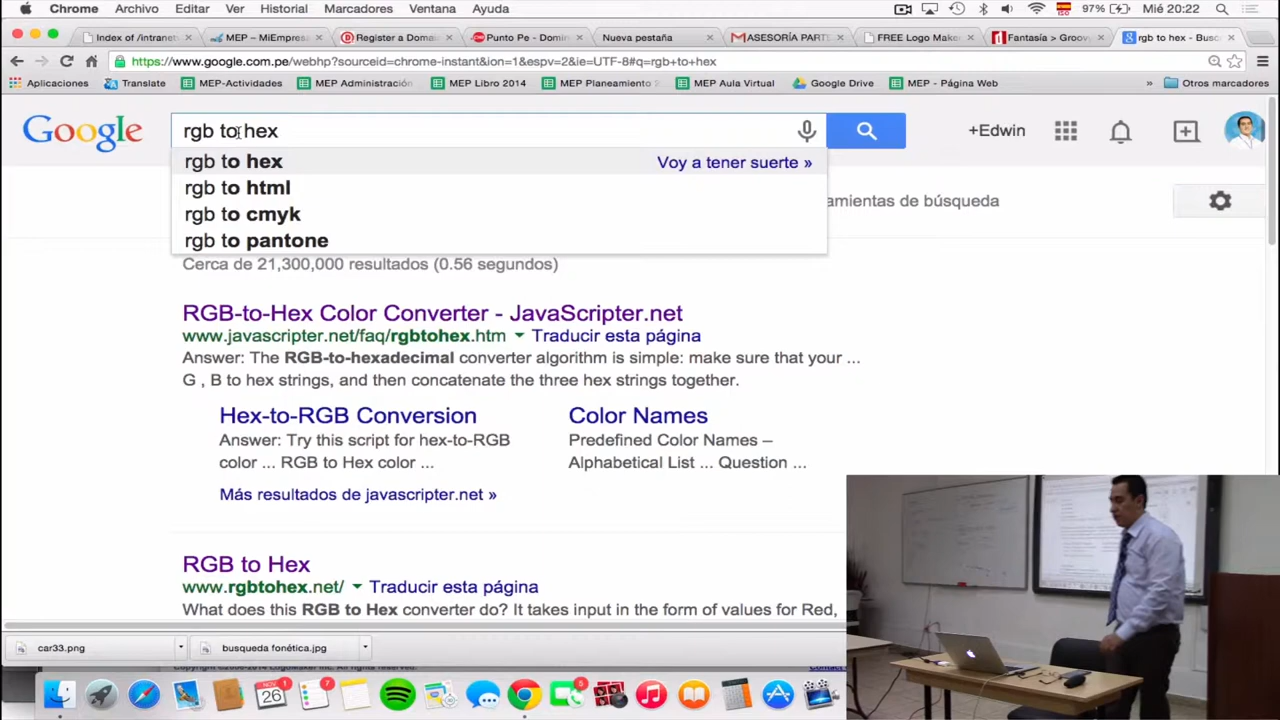 Chrome Archivo Editar Ver Historial Marcadores Ventana Ayuda 97% Mié 20:22
Index of /intranet MEP – MiEmpresa Register a Domai Punto Pe - Domin Nueva pestaña ASESORÍA PARTI FREE Logo Maker Fantasía > Groov rgb to hex - Busc
https://www.google.com.pe/webhp?sourceid=chrome-instant&ion=1&espv=2&ie=UTF-8#q=rgb+to+hex
Aplicaciones Translate MEP-Actividades MEP Administración MEP Libro 2014 MEP Planeamiento MEP Aula Virtual Google Drive MEP - Página Web » Otros marcadores
Google rgb to hex +Edwin
rgb to hex Voy a tener suerte »
rgb to html
rgb to cmyk
rgb to pantone
amientas de búsqueda
Cerca de 21,300,000 resultados (0.56 segundos)
RGB-to-Hex Color Converter - JavaScripter.net
www.javascripter.net/faq/rgbtohex.htm Traducir esta página
Answer: The RGB-to-hexadecimal converter algorithm is simple: make sure that your ...
G , B to hex strings, and then concatenate the three hex strings together.
Hex-to-RGB Conversion
Answer: Try this script for hex-to-RGB
color ... RGB to Hex color ...
Color Names
Predefined Color Names –
Alphabetical List ... Question ...
Más resultados de javascripter.net »
RGB to Hex
www.rgbtohex.net/ Traducir esta página
What does this RGB to Hex converter do? It takes input in the form of values for Red,
car33.png busqueda fonética.jpg
NOV 26 1 7 5